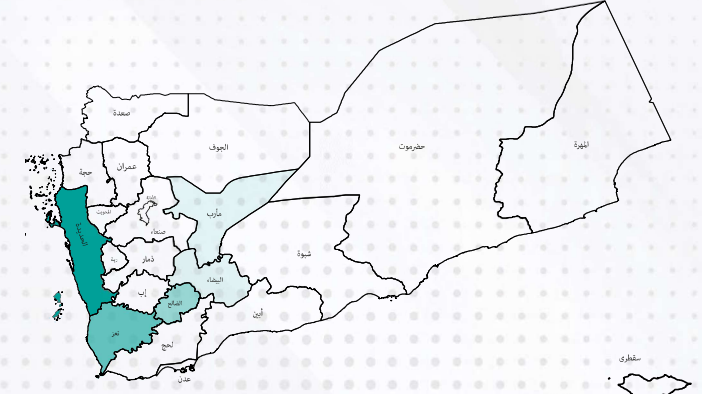 صعدة
الجوف
حضرموت
المهرة
حجة
عمران
المحويت
صنعاء
مأرب
الحديدة
ريمة
ذمار
شبوة
البيضاء
إب
الضالع
أبين
تعز
لحج
عدن
سقطرى